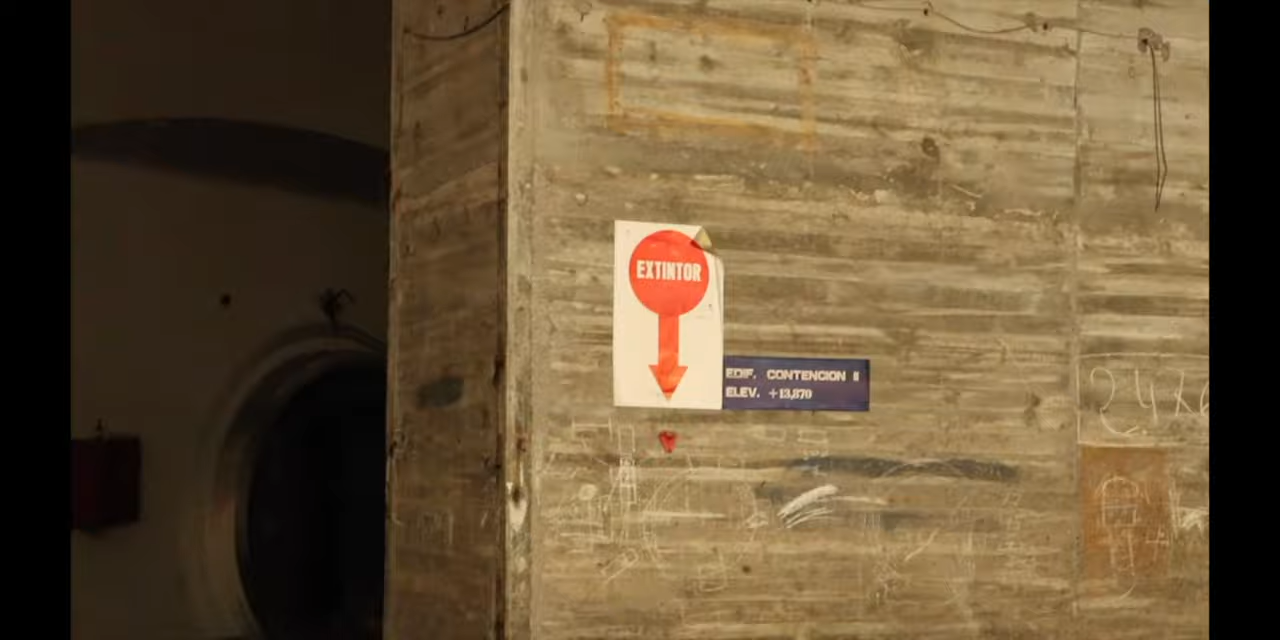 EXTINTOR
EDIF. CONTENCION II
ELEV. +13,870